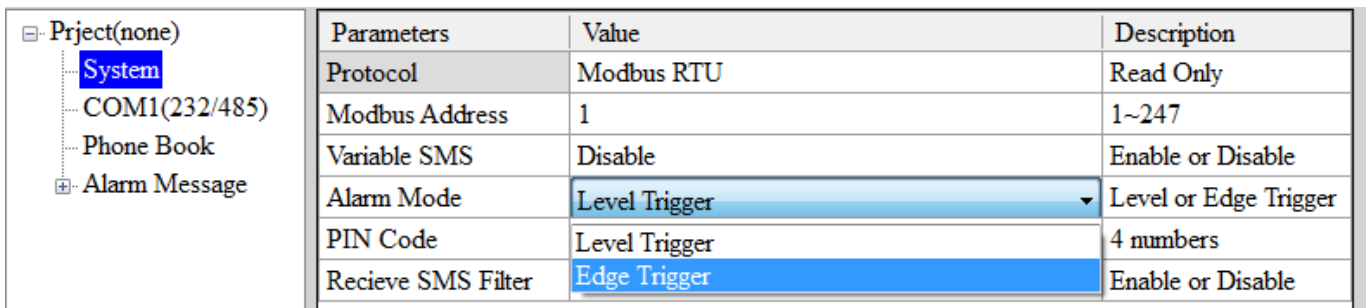 Prject(none)
System
COM1(232/485)
Phone Book
Alarm Message
Parameters Value Description
Protocol Modbus RTU Read Only
Modbus Address 1 1~247
Variable SMS Disable Enable or Disable
Alarm Mode Level Trigger Level or Edge Trigger
PIN Code Level Trigger 4 numbers
Recieve SMS Filter Edge Trigger Enable or Disable